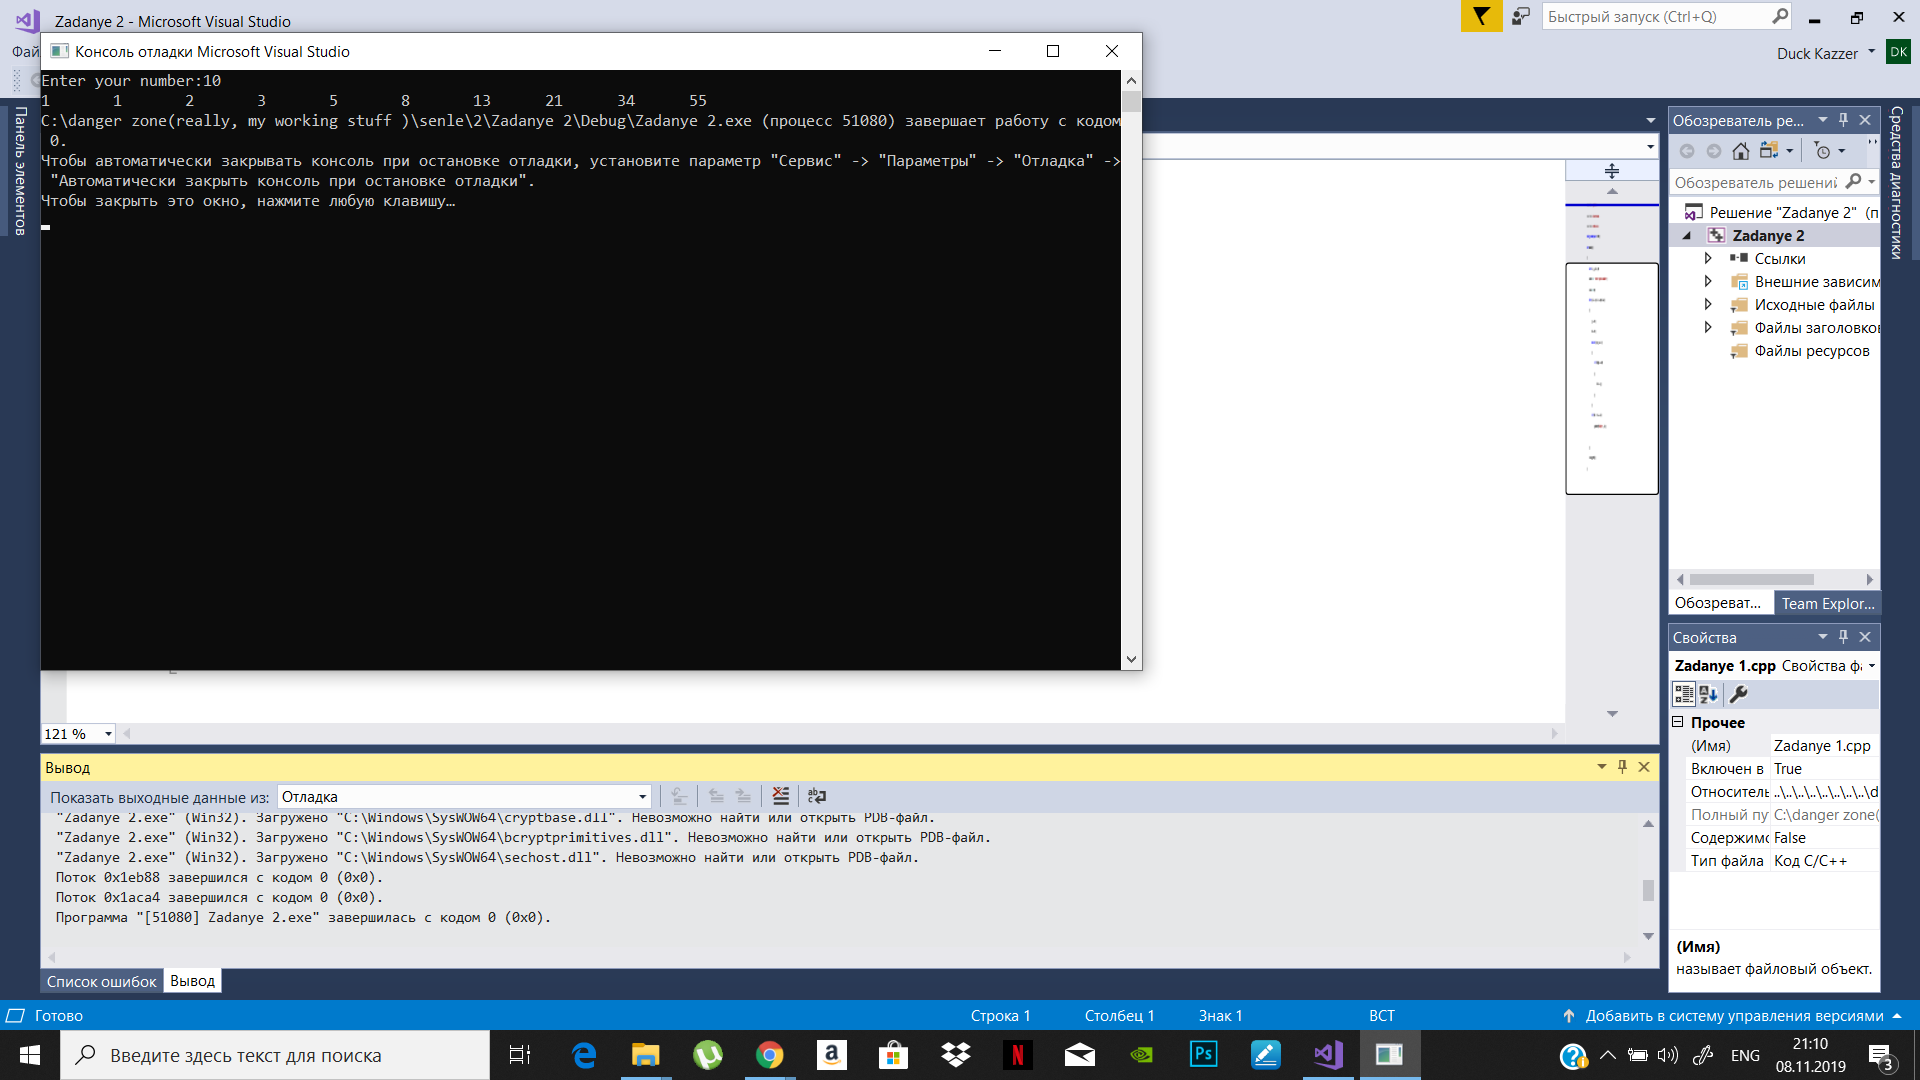 Zadanye 2 - Microsoft Visual Studio
Быстрый запуск (Ctrl+Q)
Фай
Duck Kazzer
DK
Консоль отладки Microsoft Visual Studio
Enter your number:10
1 1 2 3 5 8 13 21 34 55
C:\danger zone(really, my working stuff )\senle\2\Zadanye 2\Debug\Zadanye 2.exe (процесс 51080) завершает работу с кодом
0.
Чтобы автоматически закрывать консоль при остановке отладки, установите параметр "Сервис" -> "Параметры" -> "Отладка" ->
"Автоматически закрыть консоль при остановке отладки".
Чтобы закрыть это окно, нажмите любую клавишу…
Панель элементов
Средства диагностики
Обозреватель ре...
Обозреватель решений
Решение "Zadanye 2" (п
Zadanye 2
Ссылки
Внешние зависим
Исходные файлы
Файлы заголовков
Файлы ресурсов
Обозреват...
Team Explor...
Свойства
Zadanye 1.cpp Свойства фа
Прочее
(Имя) Zadanye 1.cpp
Включен в True
Относитель ..\..\..\..\..\..\..\d
Полный пу C:\danger zone(
Содержимо False
Тип файла Код C/C++
(Имя)
называет файловый объект.
121 %
Вывод
Показать выходные данные из: Отладка
"Zadanye 2.exe" (Win32). Загружено "C:\Windows\SysWOW64\cryptbase.dll". Невозможно найти или открыть PDB-файл.
"Zadanye 2.exe" (Win32). Загружено "C:\Windows\SysWOW64\bcryptprimitives.dll". Невозможно найти или открыть PDB-файл.
"Zadanye 2.exe" (Win32). Загружено "C:\Windows\SysWOW64\sechost.dll". Невозможно найти или открыть PDB-файл.
Поток 0x1eb88 завершился с кодом 0 (0x0).
Поток 0x1aca4 завершился с кодом 0 (0x0).
Программа "[51080] Zadanye 2.exe" завершилась с кодом 0 (0x0).
Список ошибок
Вывод
Готово
Строка 1
Столбец 1
Знак 1
ВСТ
Добавить в систему управления версиями
Введите здесь текст для поиска
ENG
21:10
08.11.2019
3